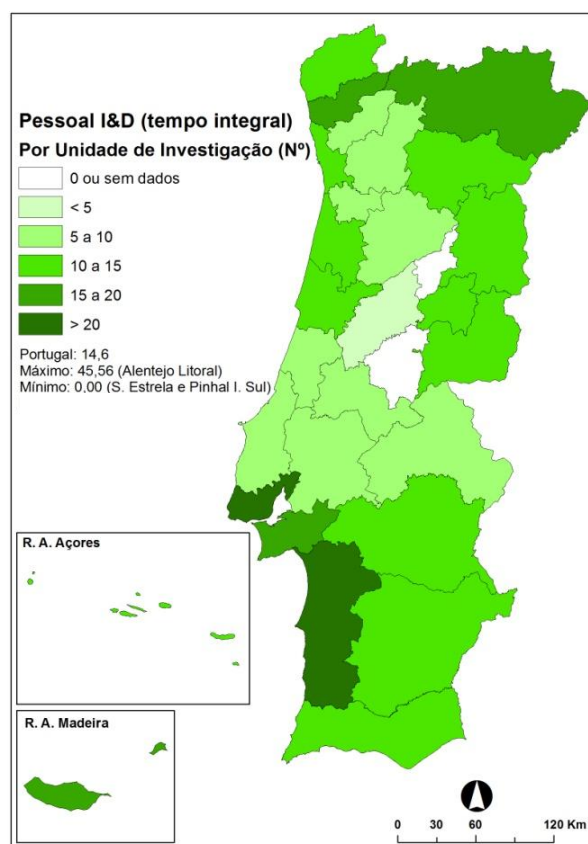 Pessoal I&D (tempo integral)
Por Unidade de Investigação (Nº)
0 ou sem dados
< 5
5 a 10
10 a 15
15 a 20
> 20
Portugal: 14,6
Máximo: 45,56 (Alentejo Litoral)
Mínimo: 0,00 (S. Estrela e Pinhal I. Sul)
R. A. Açores
R. A. Madeira
0 30 60 120 Km